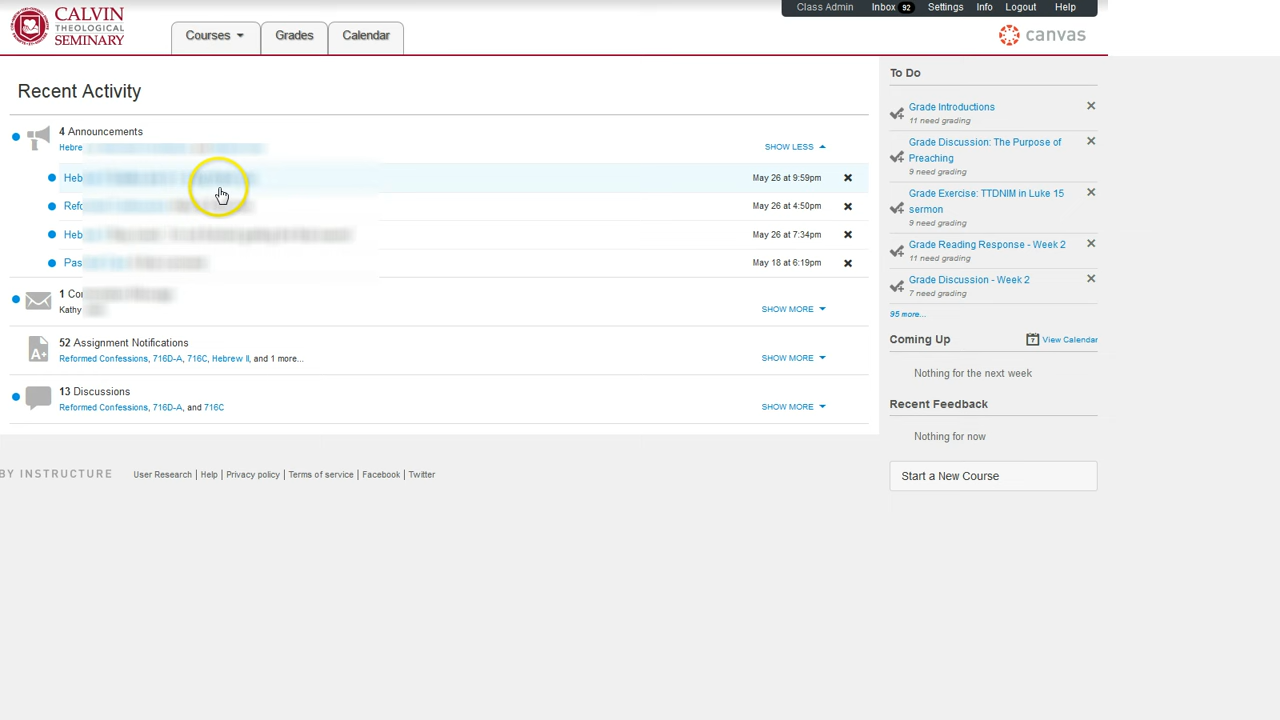 CALVIN
THEOLOGICAL
SEMINARY
Courses
Grades
Calendar
Class Admin
Inbox 92
Settings
Info
Logout
Help
canvas
Recent Activity
4 Announcements
Hebre
SHOW LESS
Heb
May 26 at 9:59pm
Refo
May 26 at 4:50pm
Heb
May 26 at 7:34pm
Pas
May 18 at 6:19pm
1 Co
Kathy
SHOW MORE
52 Assignment Notifications
Reformed Confessions, 716D-A, 716C, Hebrew II, and 1 more...
SHOW MORE
13 Discussions
Reformed Confessions, 716D-A, and 716C
SHOW MORE
BY INSTRUCTURE
User Research | Help | Privacy policy | Terms of service | Facebook | Twitter
To Do
Grade Introductions
11 need grading
Grade Discussion: The Purpose of
Preaching
9 need grading
Grade Exercise: TTDNIM in Luke 15
sermon
9 need grading
Grade Reading Response - Week 2
11 need grading
Grade Discussion - Week 2
7 need grading
95 more...
Coming Up
7 View Calendar
Nothing for the next week
Recent Feedback
Nothing for now
Start a New Course